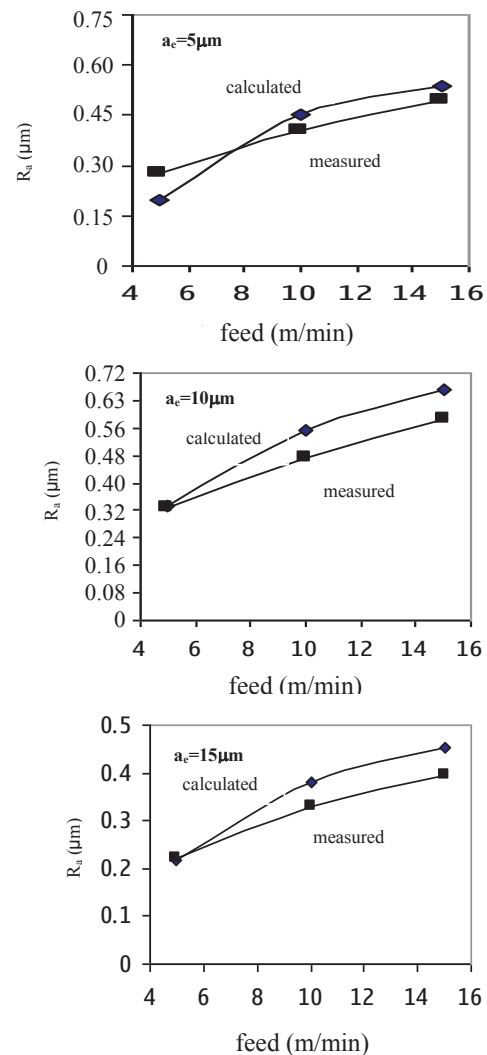 0.75
aₑ=5μm
0.60
calculated
0.45
Rₐ (μm)
0.30
measured
0.15
0
4 6 8 10 12 14 16
feed (m/min)
0.72
aₑ=10μm
0.63
calculated
0.56
0.48
0.40
Rₐ (μm)
measured
0.32
0.24
0.16
0.08
0
4 6 8 10 12 14 16
feed (m/min)
0.5
aₑ=15μm
calculated
0.4
0.3
Rₐ (μm)
measured
0.2
0.1
0
4 6 8 10 12 14 16
feed (m/min)